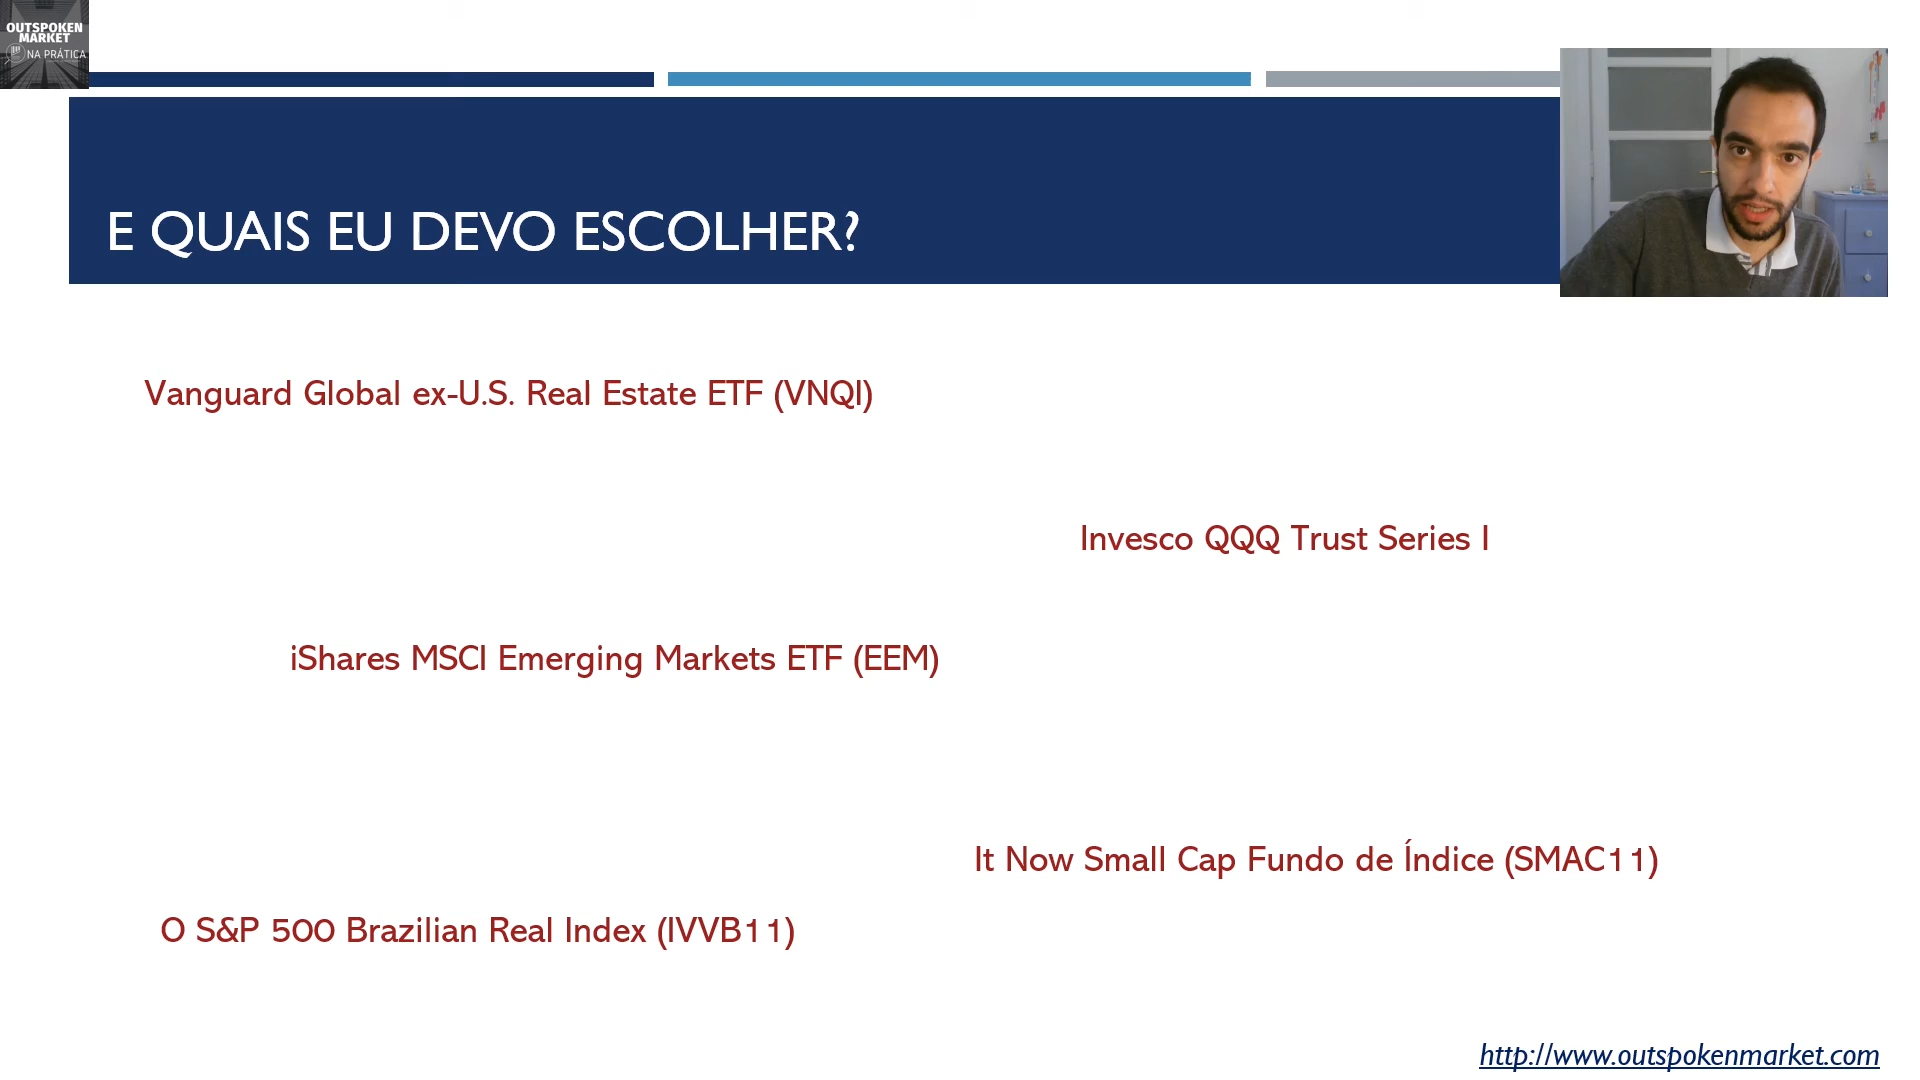 OUTSPOKEN
MARKET
NA PRÁTICA
E QUAIS EU DEVO ESCOLHER?
Vanguard Global ex-U.S. Real Estate ETF (VNQI)
Invesco QQQ Trust Series I
iShares MSCI Emerging Markets ETF (EEM)
It Now Small Cap Fundo de Índice (SMAC11)
O S&P 500 Brazilian Real Index (IVVB11)
http://www.outspokenmarket.com